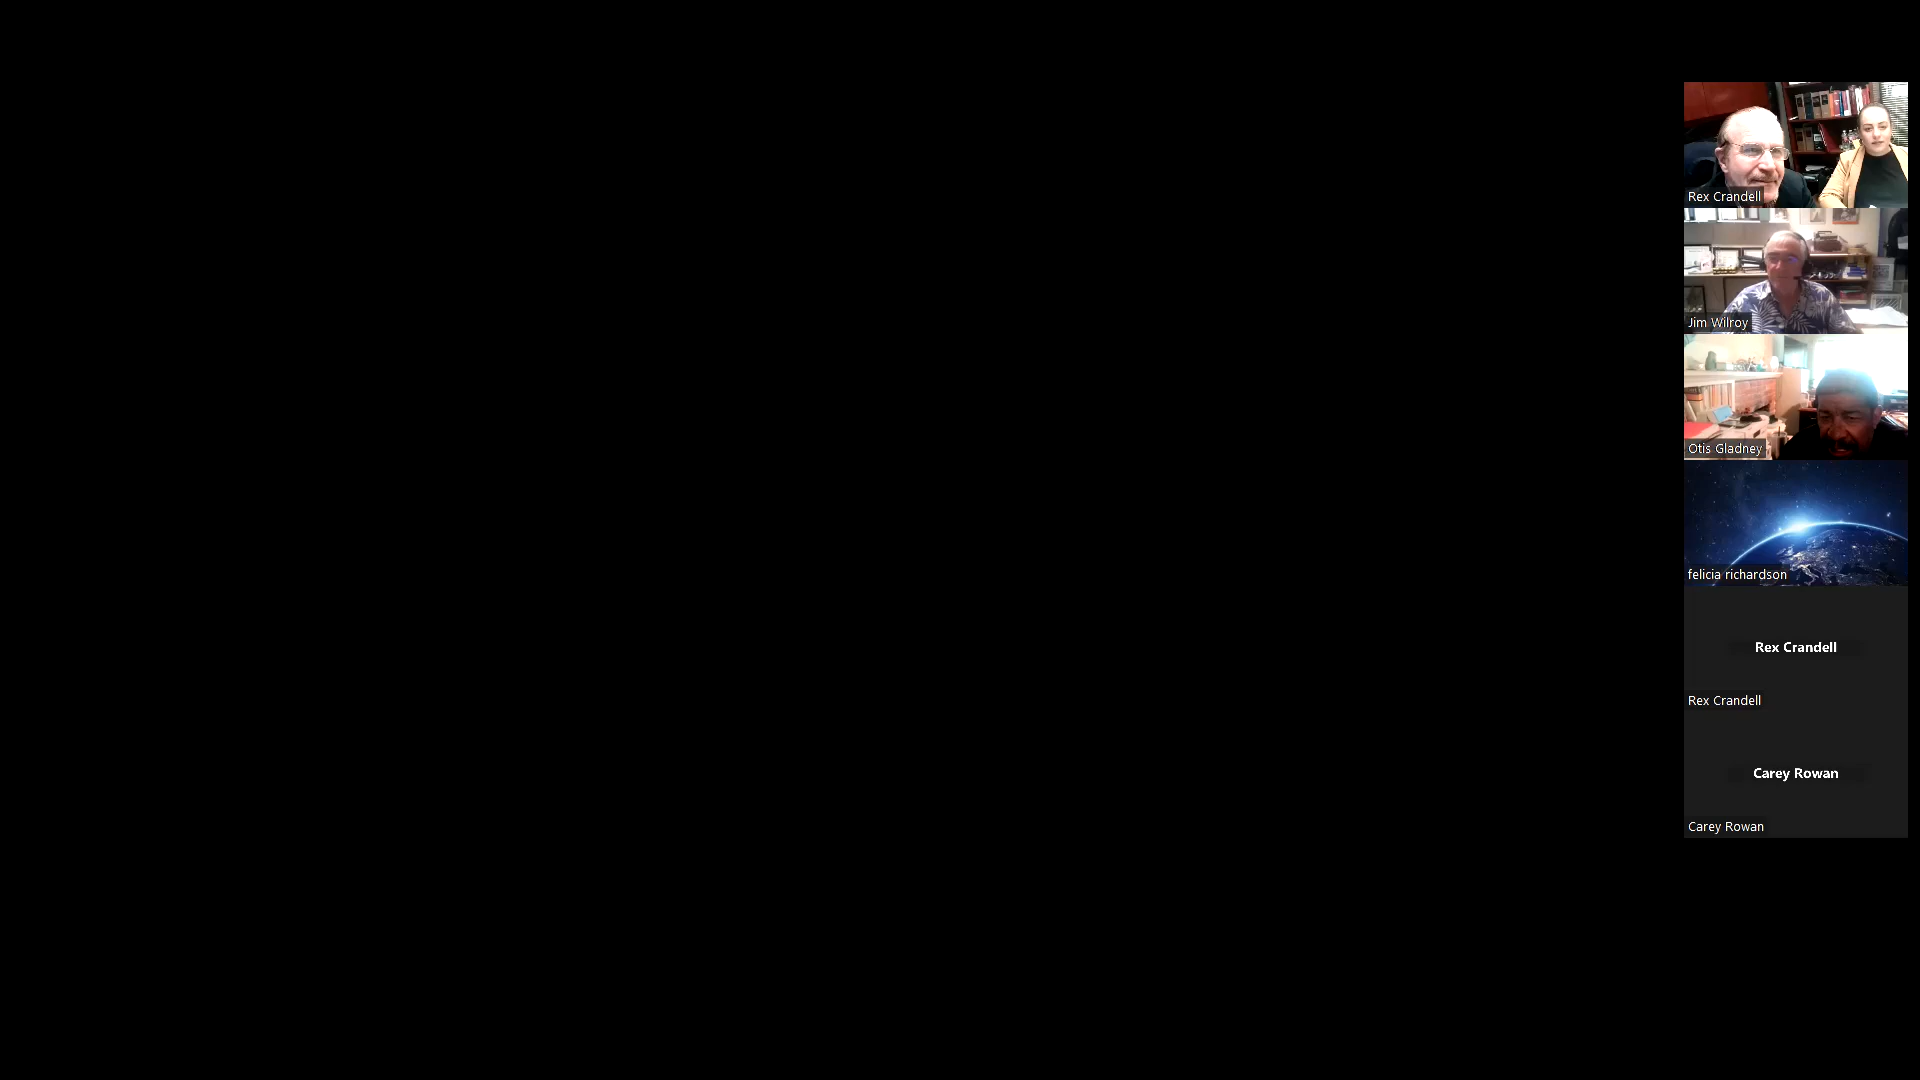 Rex Crandell
Jim Wilroy
Otis Gladney
felicia richardson
Rex Crandell
Rex Crandell
Carey Rowan
Carey Rowan